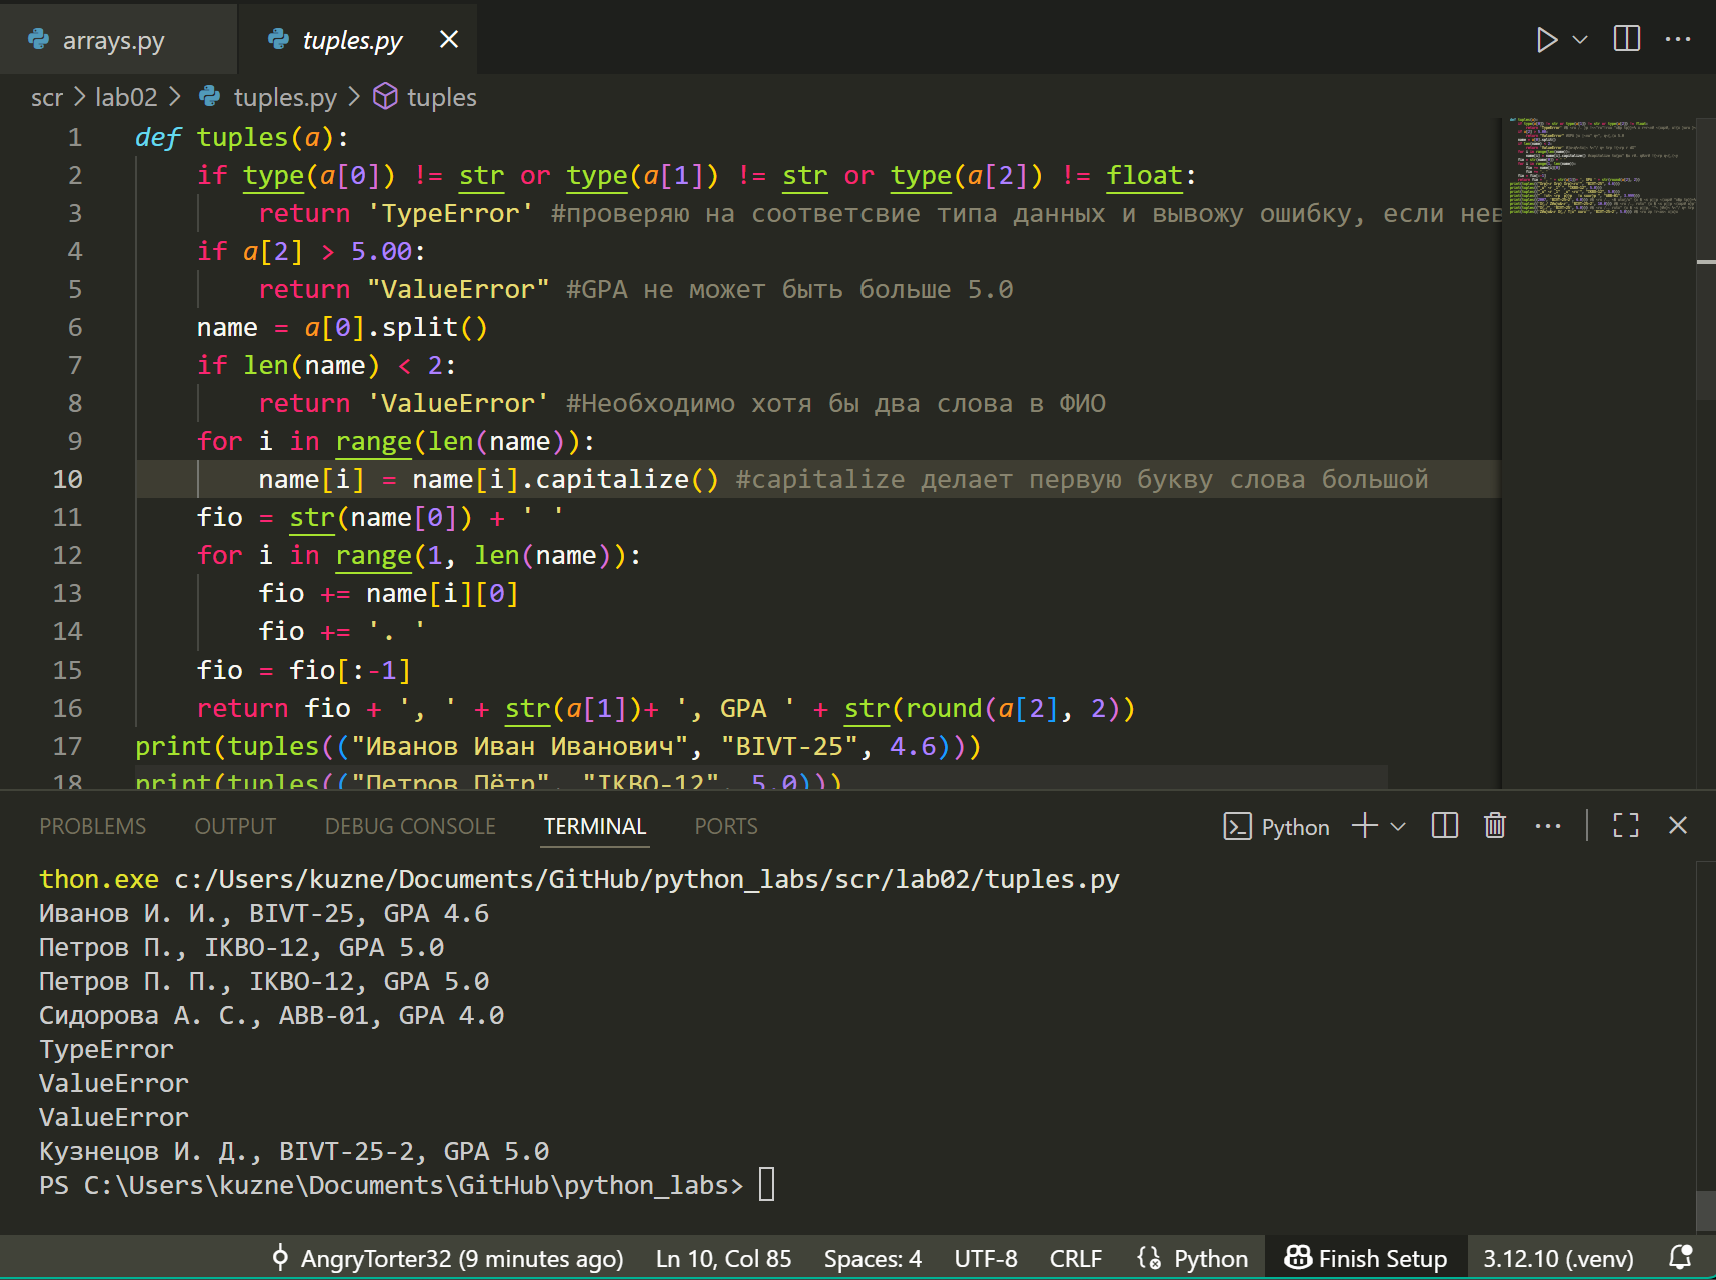 arrays.py
tuples.py
scr > lab02 > tuples.py > tuples
1 def tuples(a):
2 if type(a[0]) != str or type(a[1]) != str or type(a[2]) != float:
3 return 'TypeError' #проверяю на соответсвие типа данных и вывожу ошибку, если нев
4 if a[2] > 5.00:
5 return "ValueError" #GPA не может быть больше 5.0
6 name = a[0].split()
7 if len(name) < 2:
8 return 'ValueError' #Необходимо хотя бы два слова в ФИО
9 for i in range(len(name)):
10 name[i] = name[i].capitalize() #capitalize делает первую букву слова большой
11 fio = str(name[0]) + ' '
12 for i in range(1, len(name)):
13 fio += name[i][0]
14 fio += '. '
15 fio = fio[:-1]
16 return fio + ', ' + str(a[1])+ ', GPA ' + str(round(a[2], 2))
17 print(tuples(("Иванов Иван Иванович", "BIVT-25", 4.6)))
18 print(tuples(("Петров Пётр", "IKBO-12", 5.0)))
PROBLEMS OUTPUT DEBUG CONSOLE TERMINAL PORTS
Python
thon.exe c:/Users/kuzne/Documents/GitHub/python_labs/scr/lab02/tuples.py
Иванов И. И., BIVT-25, GPA 4.6
Петров П., IKBO-12, GPA 5.0
Петров П. П., IKBO-12, GPA 5.0
Сидорова А. С., ABB-01, GPA 4.0
TypeError
ValueError
ValueError
Кузнецов И. Д., BIVT-25-2, GPA 5.0
PS C:\Users\kuzne\Documents\GitHub\python_labs>
AngryTorter32 (9 minutes ago) Ln 10, Col 85 Spaces: 4 UTF-8 CRLF Python Finish Setup 3.12.10 (.venv)